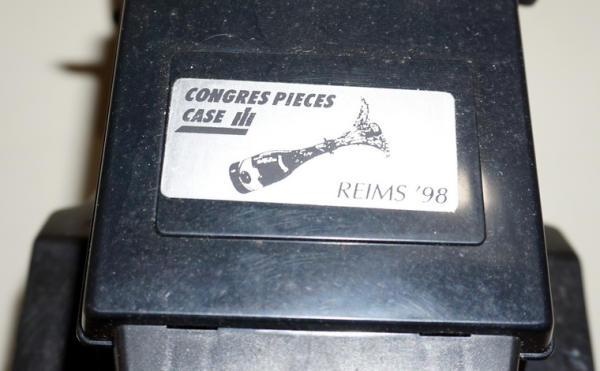 CONGRES PIECES
CASE
REIMS '98